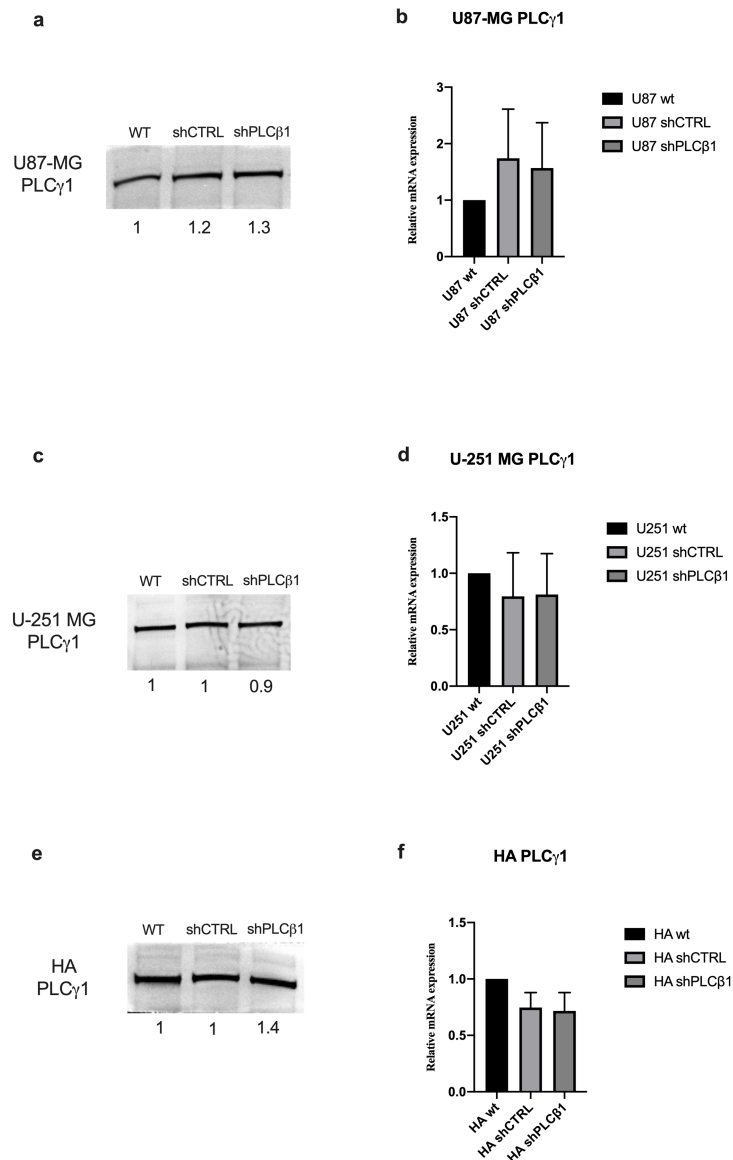 a
WT shCTRL shPLCβ1
U87-MG
PLCγ1
1 1.2 1.3
b U87-MG PLCγ1
Relative mRNA expression
3
2
1
0
U87 wt
U87 shCTRL
U87 shPLCβ1
U87 wt
U87 shCTRL
U87 shPLCβ1
c
WT shCTRL shPLCβ1
U-251 MG
PLCγ1
1 1 0.9
d U-251 MG PLCγ1
Relative mRNA expression
1.5
1.0
0.5
0.0
U251 wt
U251 shCTRL
U251 shPLCβ1
U251 wt
U251 shCTRL
U251 shPLCβ1
e
WT shCTRL shPLCβ1
HA
PLCγ1
1 1 1.4
f HA PLCγ1
Relative mRNA expression
1.5
1.0
0.5
0.0
HA wt
HA shCTRL
HA shPLCβ1
HA wt
HA shCTRL
HA shPLCβ1